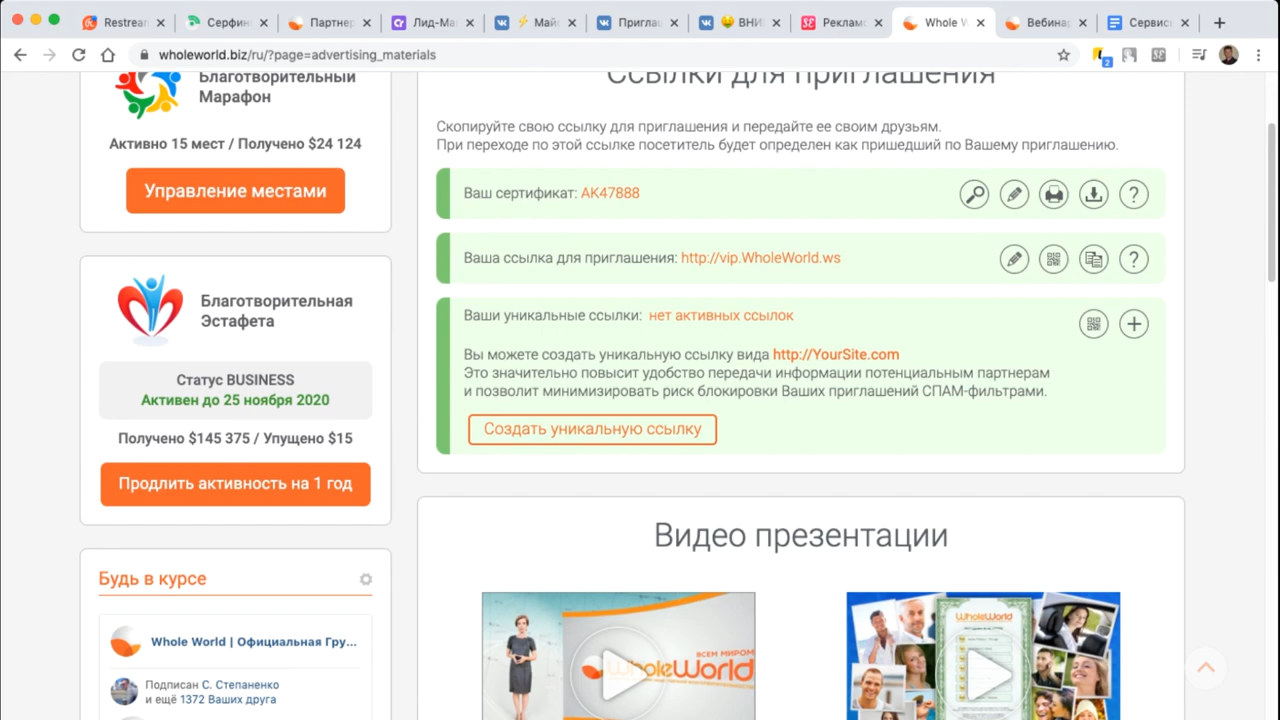 Restream
Серфин
Партнер
Лид-Ма
Майс
Пригла
ВНИ
Реклам
Whole W
Вебина
Сервис
wholeworld.biz/ru/?page=advertising_materials
2
Благотворительный
Марафон
Активно 15 мест / Получено $24 124
Управление местами
Благотворительная
Эстафета
Статус BUSINESS
Активен до 25 ноября 2020
Получено $145 375 / Упущено $15
Продлить активность на 1 год
Будь в курсе
Whole World | Официальная Гру...
Подписан С. Степаненко
и ещё 1372 Ваших друга
Ссылки для приглашения
Скопируйте свою ссылку для приглашения и передайте ее своим друзьям.
При переходе по этой ссылке посетитель будет определен как пришедший по Вашему приглашению.
Ваш сертификат: AK47888
?
Ваша ссылка для приглашения: http://vip.WholeWorld.ws
?
Ваши уникальные ссылки: нет активных ссылок
Вы можете создать уникальную ссылку вида http://YourSite.com
Это значительно повысит удобство передачи информации потенциальным партнерам
и позволит минимизировать риск блокировки Ваших приглашений СПАМ-фильтрами.
Создать уникальную ссылку
Видео презентации
ВСЕМ МИРОМ
WholeWorld
WholeWorld